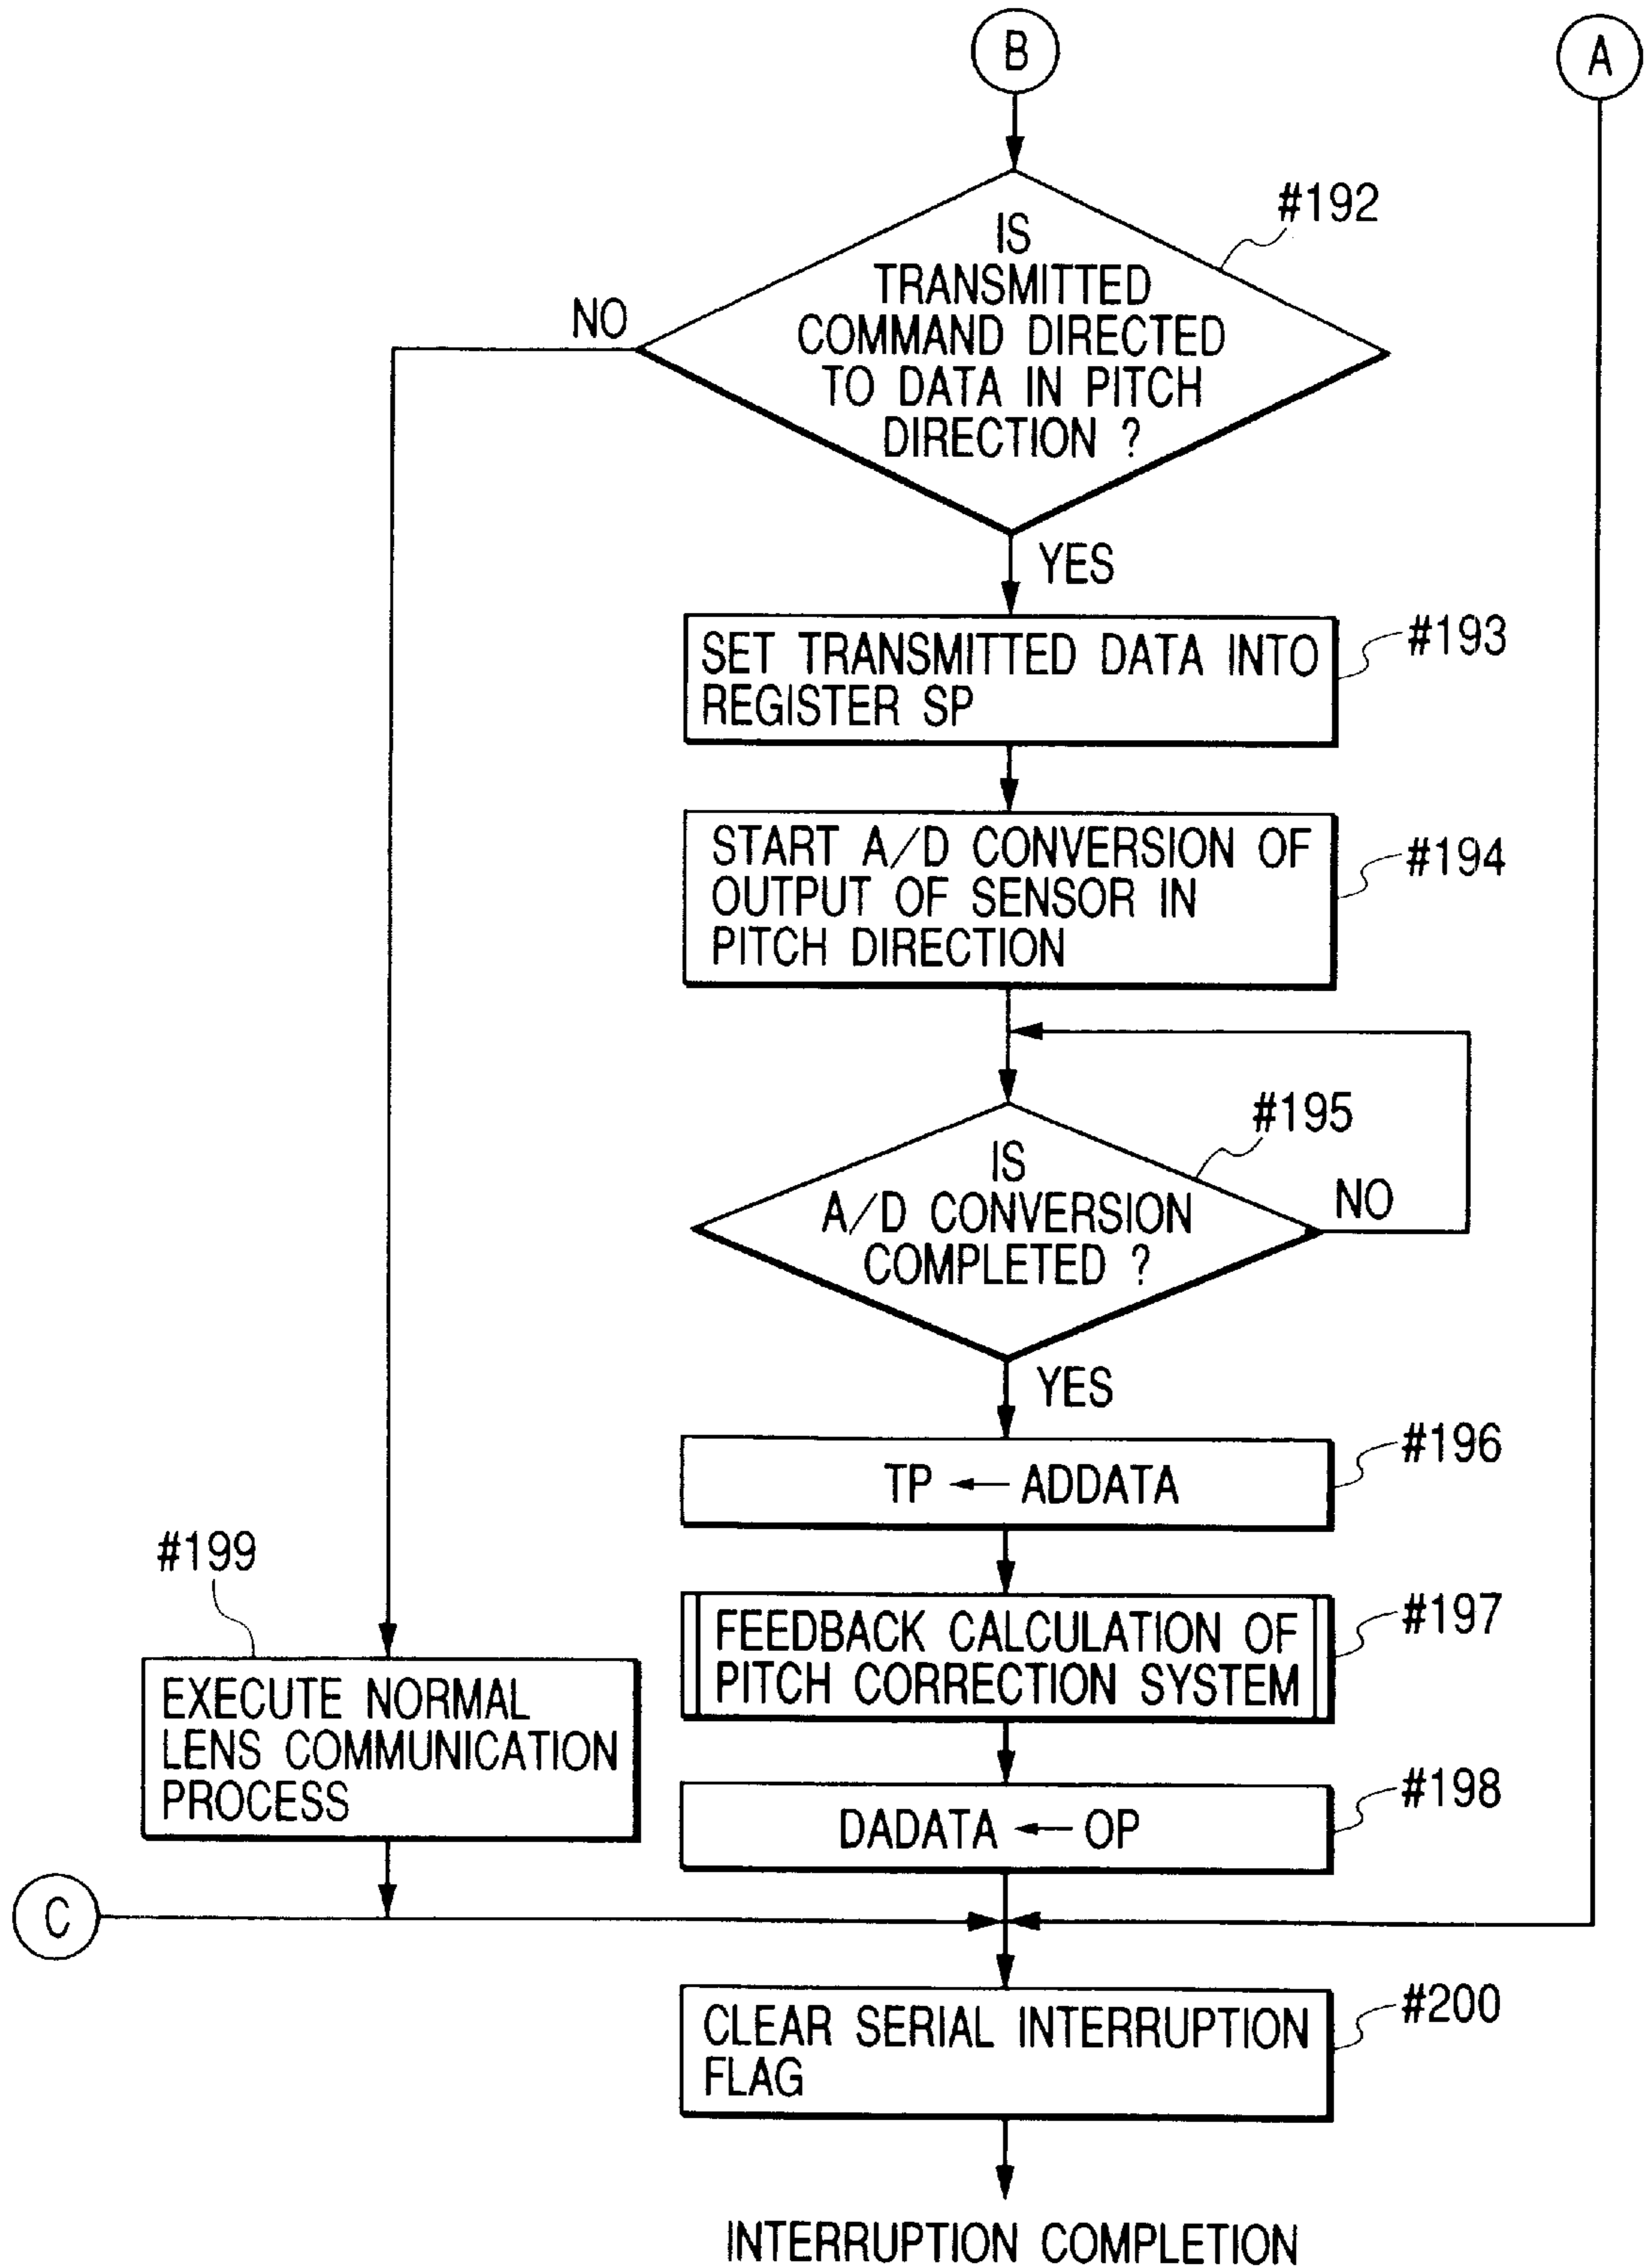 B
A
#192
IS
TRANSMITTED
COMMAND DIRECTED
TO DATA IN PITCH
DIRECTION ?
NO
YES
#193
SET TRANSMITTED DATA INTO
REGISTER SP
#194
START A/D CONVERSION OF
OUTPUT OF SENSOR IN
PITCH DIRECTION
#195
IS
A/D CONVERSION
COMPLETED ?
NO
YES
#196
TP ← ADDATA
#197
FEEDBACK CALCULATION OF
PITCH CORRECTION SYSTEM
#199
EXECUTE NORMAL
LENS COMMUNICATION
PROCESS
#198
DADATA ← OP
C
#200
CLEAR SERIAL INTERRUPTION
FLAG
INTERRUPTION COMPLETION